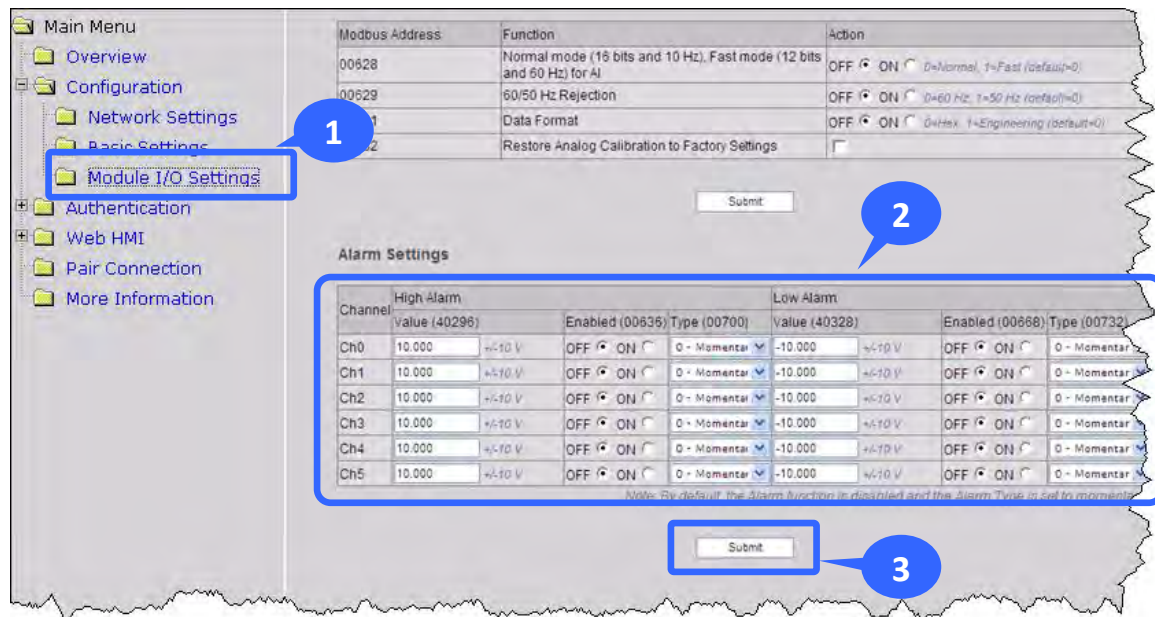 Main Menu
Overview
Configuration
Network Settings
Basic Settings
Module I/O Settings
Authentication
Web HMI
Pair Connection
More Information
1
Modbus Address Function Action
00628 Normal mode (16 bits and 10 Hz), Fast mode (12 bits and 60 Hz) for AI OFF ON 0=Normal, 1=Fast (default=0)
00629 60/50 Hz Rejection OFF ON 0=60 Hz, 1=50 Hz (default=0)
1 Data Format OFF ON 0=Hex, 1=Engineering (default=0)
2 Restore Analog Calibration to Factory Settings
Submit
2
Alarm Settings
Channel High Alarm Low Alarm
Value (40296) Enabled (00636) Type (00700) Value (40328) Enabled (00668) Type (00732)
Ch0 10.000 +/-10 V OFF ON 0 - Momentar -10.000 +/-10 V OFF ON 0 - Momentar
Ch1 10.000 +/-10 V OFF ON 0 - Momentar -10.000 +/-10 V OFF ON 0 - Momentar
Ch2 10.000 +/-10 V OFF ON 0 - Momentar -10.000 +/-10 V OFF ON 0 - Momentar
Ch3 10.000 +/-10 V OFF ON 0 - Momentar -10.000 +/-10 V OFF ON 0 - Momentar
Ch4 10.000 +/-10 V OFF ON 0 - Momentar -10.000 +/-10 V OFF ON 0 - Momentar
Ch5 10.000 +/-10 V OFF ON 0 - Momentar -10.000 +/-10 V OFF ON 0 - Momentar
Note: By default, the Alarm function is disabled and the Alarm Type is set to momenta
Submit
3